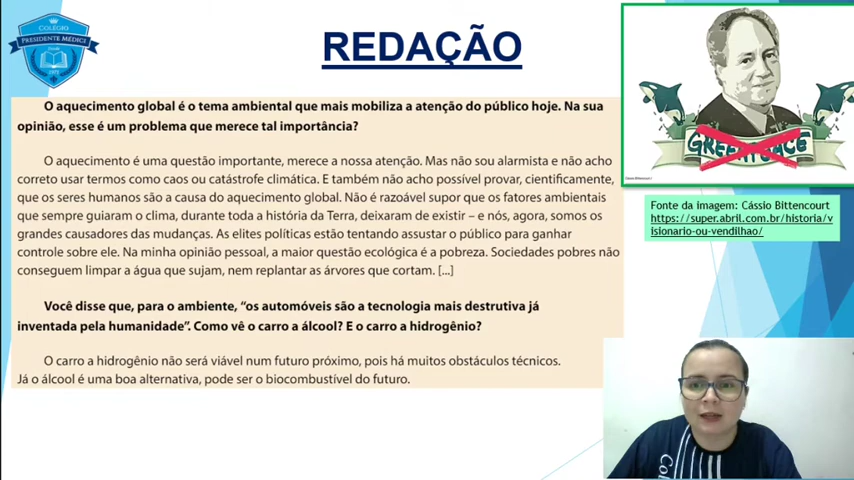 COLÉGIO
PRESIDENTE MÉDICI
REDAÇÃO
O aquecimento global é o tema ambiental que mais mobiliza a atenção do público hoje. Na sua
opinião, esse é um problema que merece tal importância?
O aquecimento é uma questão importante, merece a nossa atenção. Mas não sou alarmista e não acho
correto usar termos como caos ou catástrofe climática. E também não acho possível provar, cientificamente,
que os seres humanos são a causa do aquecimento global. Não é razoável supor que os fatores ambientais
que sempre guiaram o clima, durante toda a história da Terra, deixaram de existir – e nós, agora, somos os
grandes causadores das mudanças. As elites políticas estão tentando assustar o público para ganhar
controle sobre ele. Na minha opinião pessoal, a maior questão ecológica é a pobreza. Sociedades pobres não
conseguem limpar a água que sujam, nem replantar as árvores que cortam. [...]
Você disse que, para o ambiente, “os automóveis são a tecnologia mais destrutiva já
inventada pela humanidade”. Como vê o carro a álcool? E o carro a hidrogênio?
O carro a hidrogênio não será viável num futuro próximo, pois há muitos obstáculos técnicos.
Já o álcool é uma boa alternativa, pode ser o biocombustível do futuro.
GREENPEACE
Cássio Bittencourt
Fonte da imagem: Cássio Bittencourt
https://super.abril.com.br/historia/v
isionario-ou-vendilhao/
Col